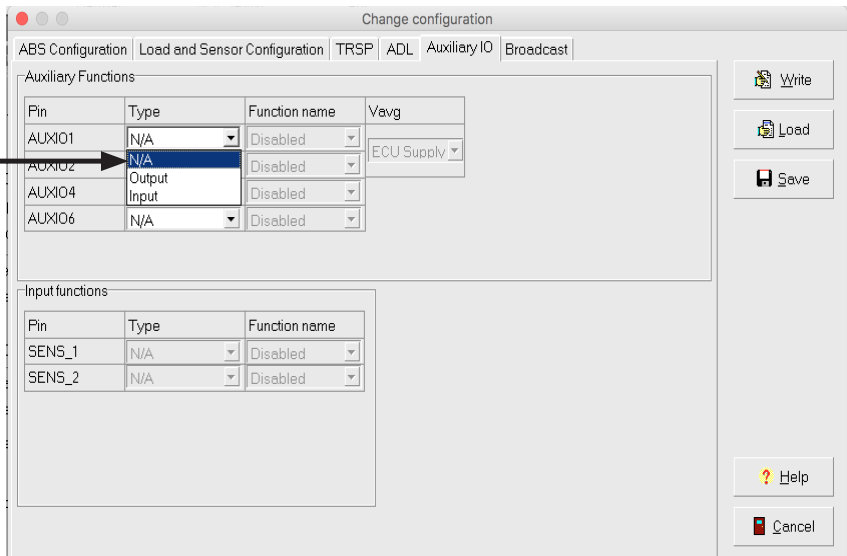 Change configuration
ABS Configuration Load and Sensor Configuration TRSP ADL Auxiliary IO Broadcast
Auxiliary Functions
Pin Type Function name Vavg
AUXIO1 N/A Disabled
ECU Supply
AUXIO2 N/A Disabled
Output
AUXIO4 Input Disabled
AUXIO6 N/A Disabled
Input functions
Pin Type Function name
SENS_1 N/A Disabled
SENS_2 N/A Disabled
Write
Load
Save
Help
Cancel